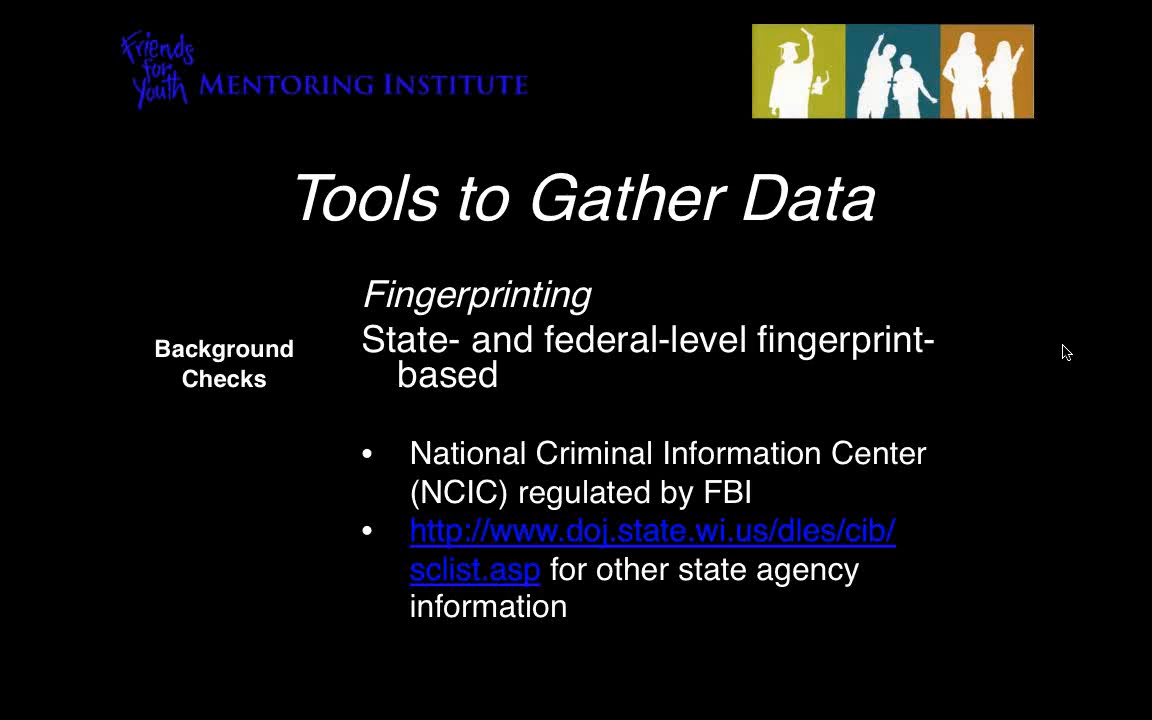 Friends
for
Youth
MENTORING INSTITUTE
Tools to Gather Data
Background
Checks
Fingerprinting
State- and federal-level fingerprint-
based
• National Criminal Information Center
(NCIC) regulated by FBI
• http://www.doj.state.wi.us/dles/cib/
sclist.asp for other state agency
information